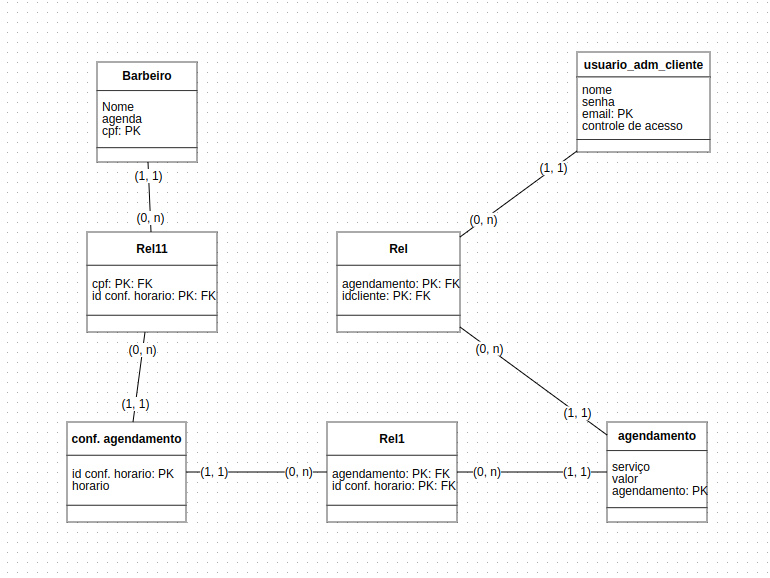 Barbeiro
Nome
agenda
cpf: PK
usuario_adm_cliente
nome
senha
email: PK
controle de acesso
(1, 1)
(0, n)
(1, 1)
(0, n)
Rel11
cpf: PK: FK
id conf. horario: PK: FK
Rel
agendamento: PK: FK
idcliente: PK: FK
(0, n)
(1, 1)
(0, n)
(1, 1)
conf. agendamento
id conf. horario: PK
horario
(1, 1)
(0, n)
Rel1
agendamento: PK: FK
id conf. horario: PK: FK
(0, n)
(1, 1)
agendamento
serviço
valor
agendamento: PK